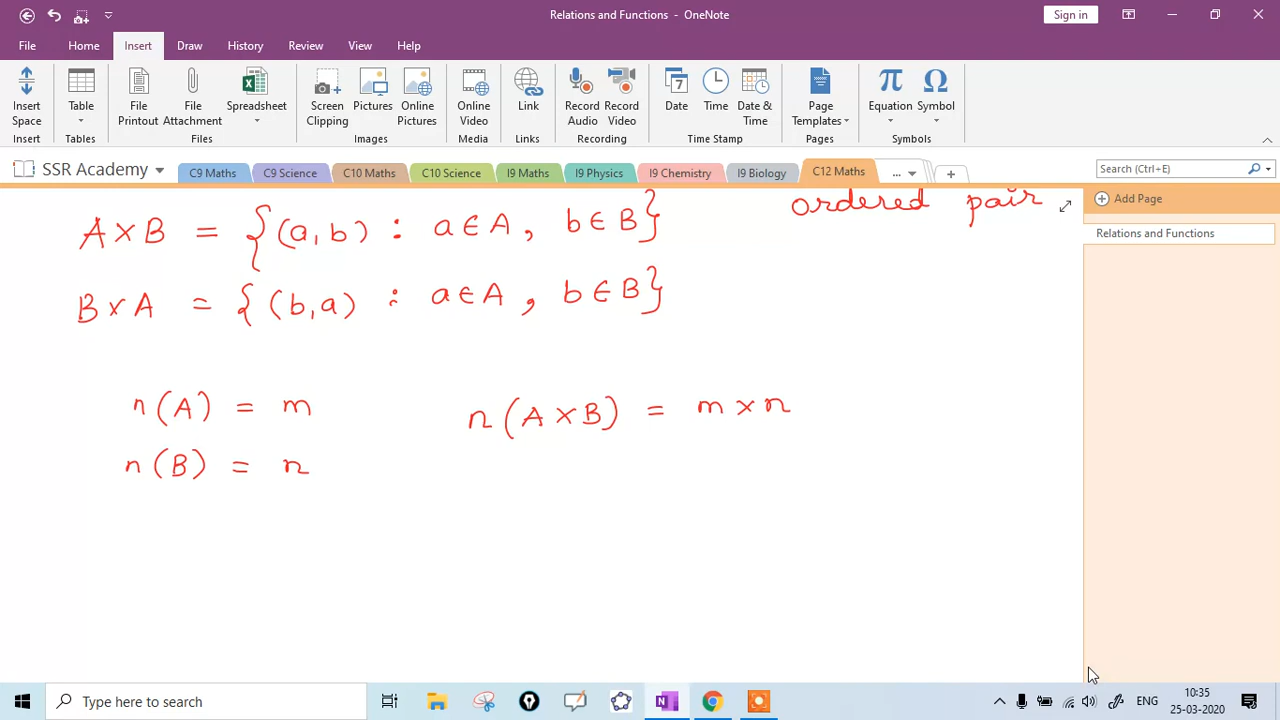 Relations and Functions - OneNote
Sign in
File Home Insert Draw History Review View Help
Insert Space
Table
File Printout
File Attachment
Spreadsheet
Screen Clipping
Pictures
Online Pictures
Online Video
Link
Record Audio
Record Video
Date
Time
Date & Time
Page Templates
Equation
Symbol
Insert Tables Files Images Media Links Recording Time Stamp Pages Symbols
SSR Academy C9 Maths C9 Science C10 Maths C10 Science I9 Maths I9 Physics I9 Chemistry I9 Biology C12 Maths ... Search (Ctrl+E)
Add Page
Relations and Functions
ordered pair
A×B = {(a,b) : a∈A, b∈B}
B×A = {(b,a) : a∈A, b∈B}
n(A) = m
n(A×B) = m×n
n(B) = n
Type here to search
ENG
10:35
25-03-2020